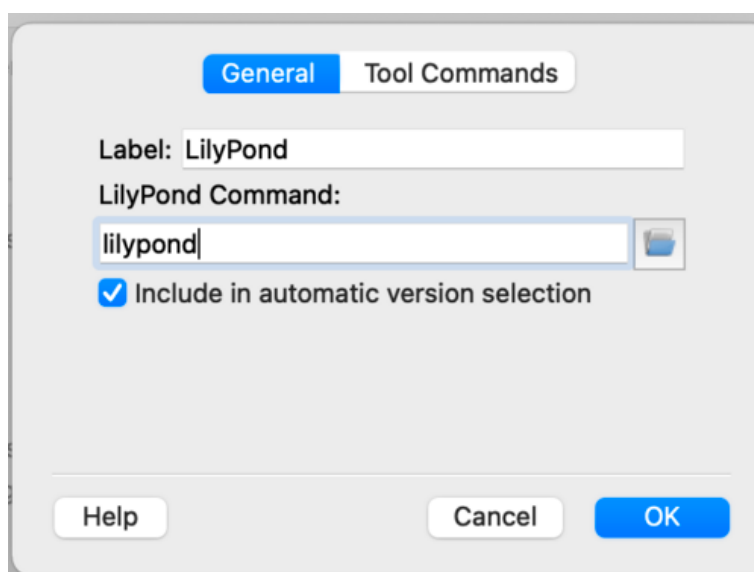 General Tool Commands
Label: LilyPond
LilyPond Command:
lilypond
Include in automatic version selection
Help Cancel OK